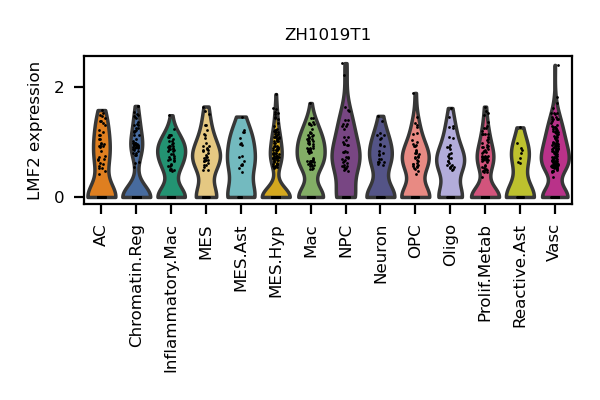 ZH1019T1
LMF2 expression
2
0
AC
Chromatin.Reg
Inflammatory.Mac
MES
MES.Ast
MES.Hyp
Mac
NPC
Neuron
OPC
Oligo
Prolif.Metab
Reactive.Ast
Vasc